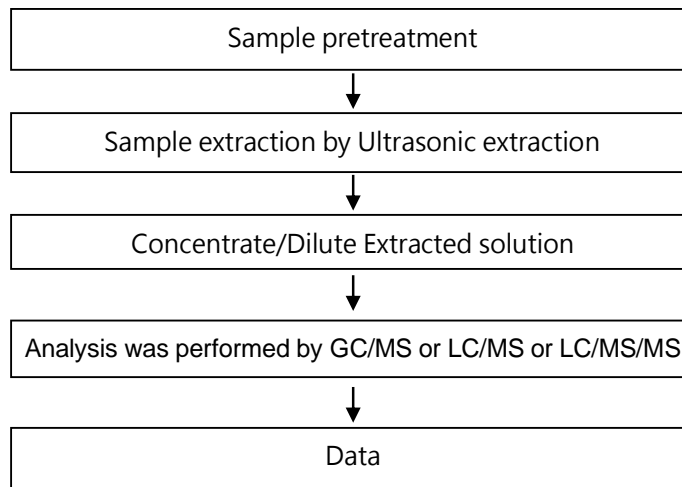 Sample pretreatment
Sample extraction by Ultrasonic extraction
Concentrate/Dilute Extracted solution
Analysis was performed by GC/MS or LC/MS or LC/MS/MS
Data